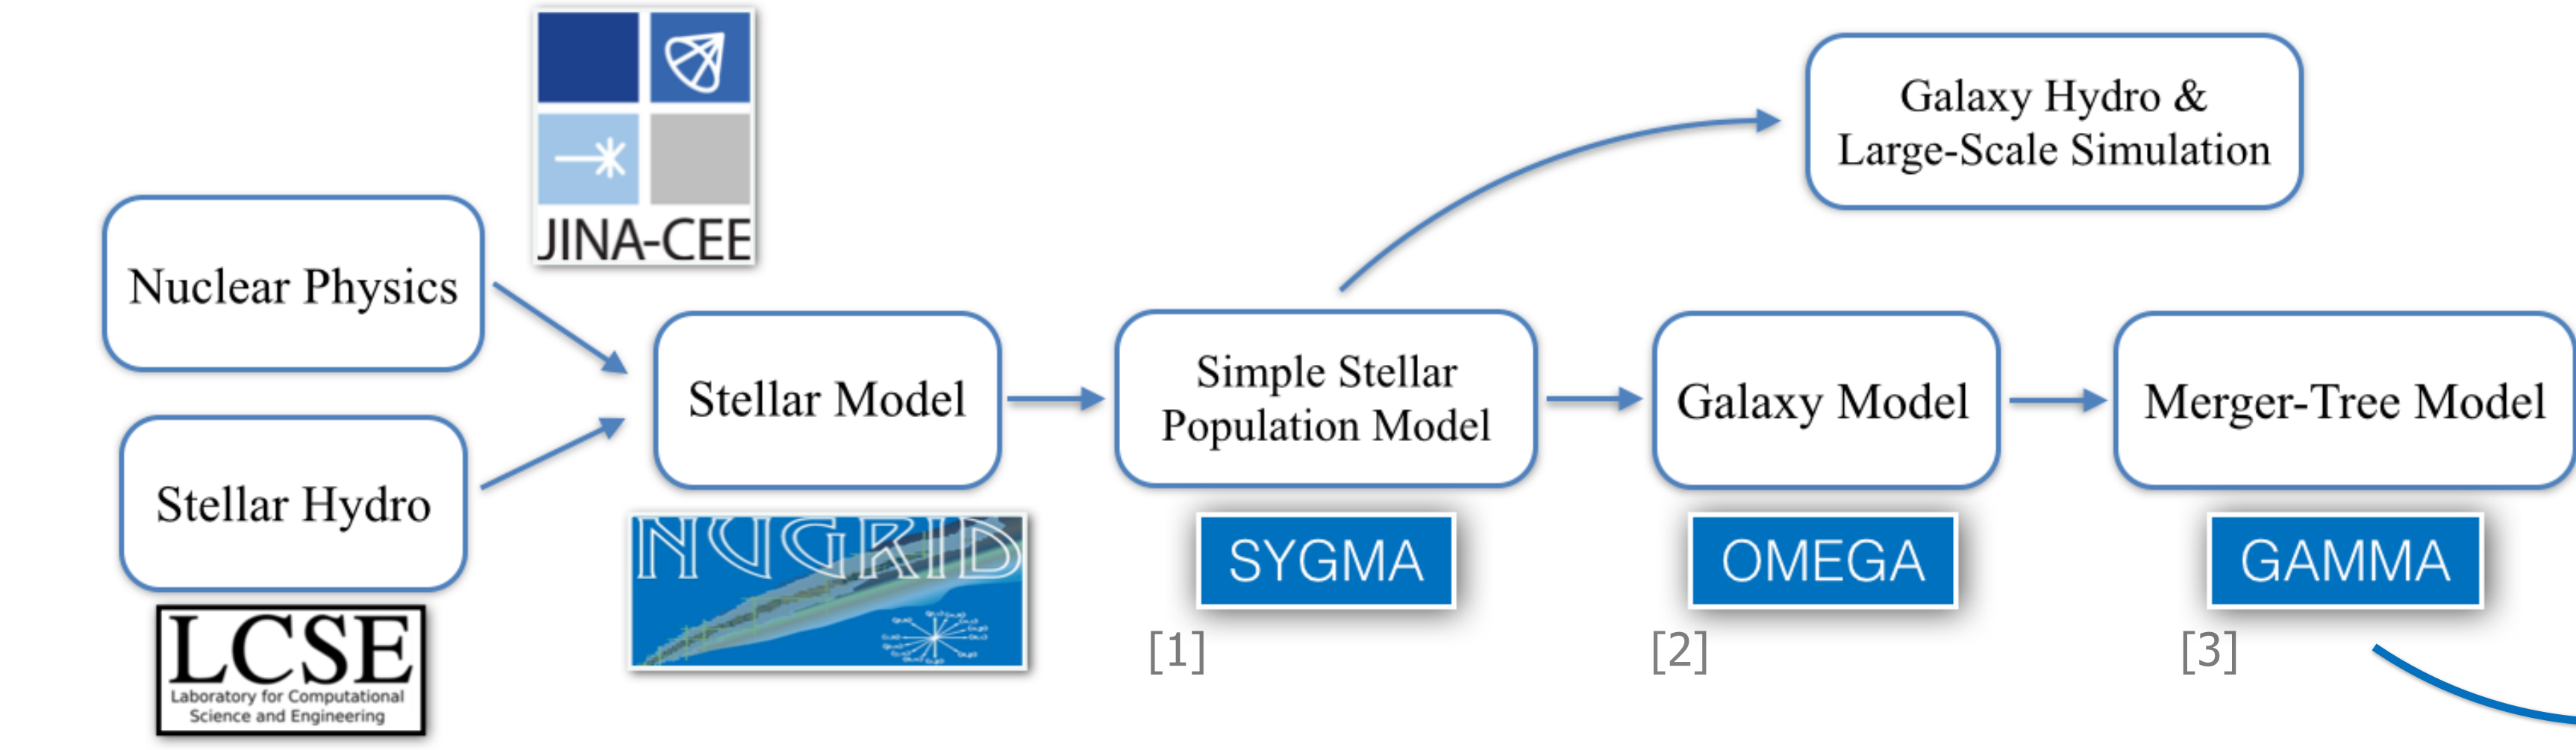 JINA-CEE
Galaxy Hydro &
Large-Scale Simulation
Nuclear Physics
Stellar Hydro
LCSE
Laboratory for Computational
Science and Engineering
Stellar Model
NUGRID
Simple Stellar
Population Model
SYGMA
[1]
Galaxy Model
OMEGA
[2]
Merger-Tree Model
GAMMA
[3]